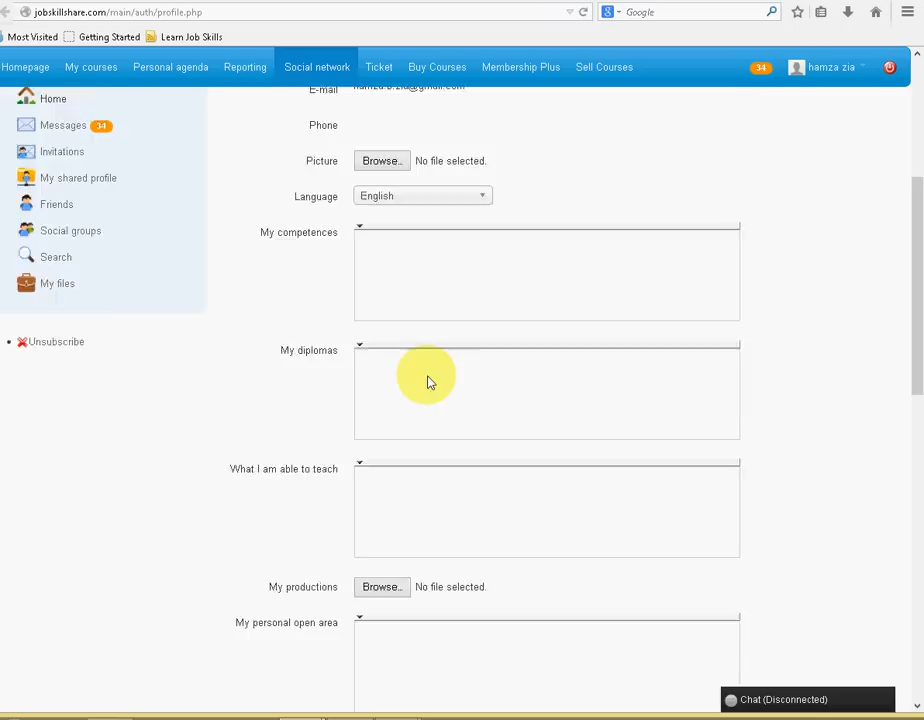 jobskillshare.com/main/auth/profile.php
Google
Most Visited Getting Started Learn Job Skills
Homepage My courses Personal agenda Reporting Social network Ticket Buy Courses Membership Plus Sell Courses 34 hamza zia
Home
Messages 34
Invitations
My shared profile
Friends
Social groups
Search
My files
Unsubscribe
E-mail
Phone
Picture Browse... No file selected.
Language English
My competences
My diplomas
What I am able to teach
My productions Browse... No file selected.
My personal open area
Chat (Disconnected)